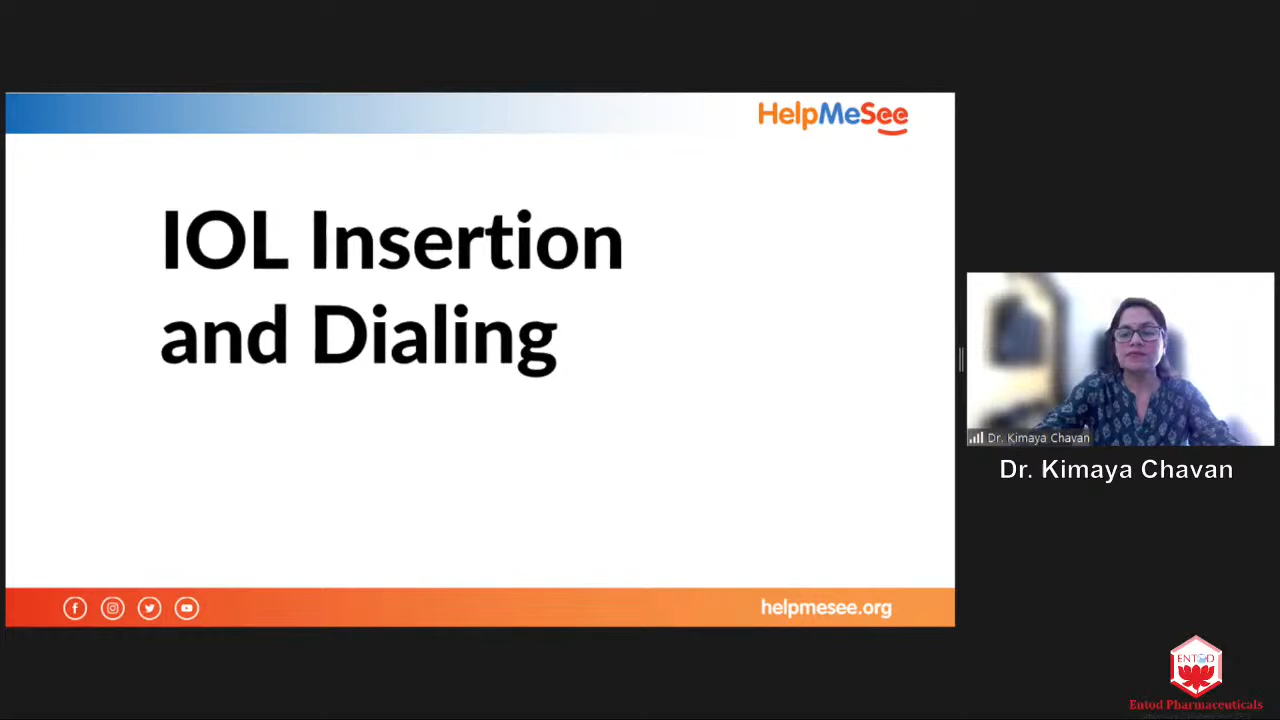 HelpMeSee
IOL Insertion
and Dialing
helpmesee.org
Dr. Kimaya Chavan
Dr. Kimaya Chavan
ENTOD
Entod Pharmaceuticals